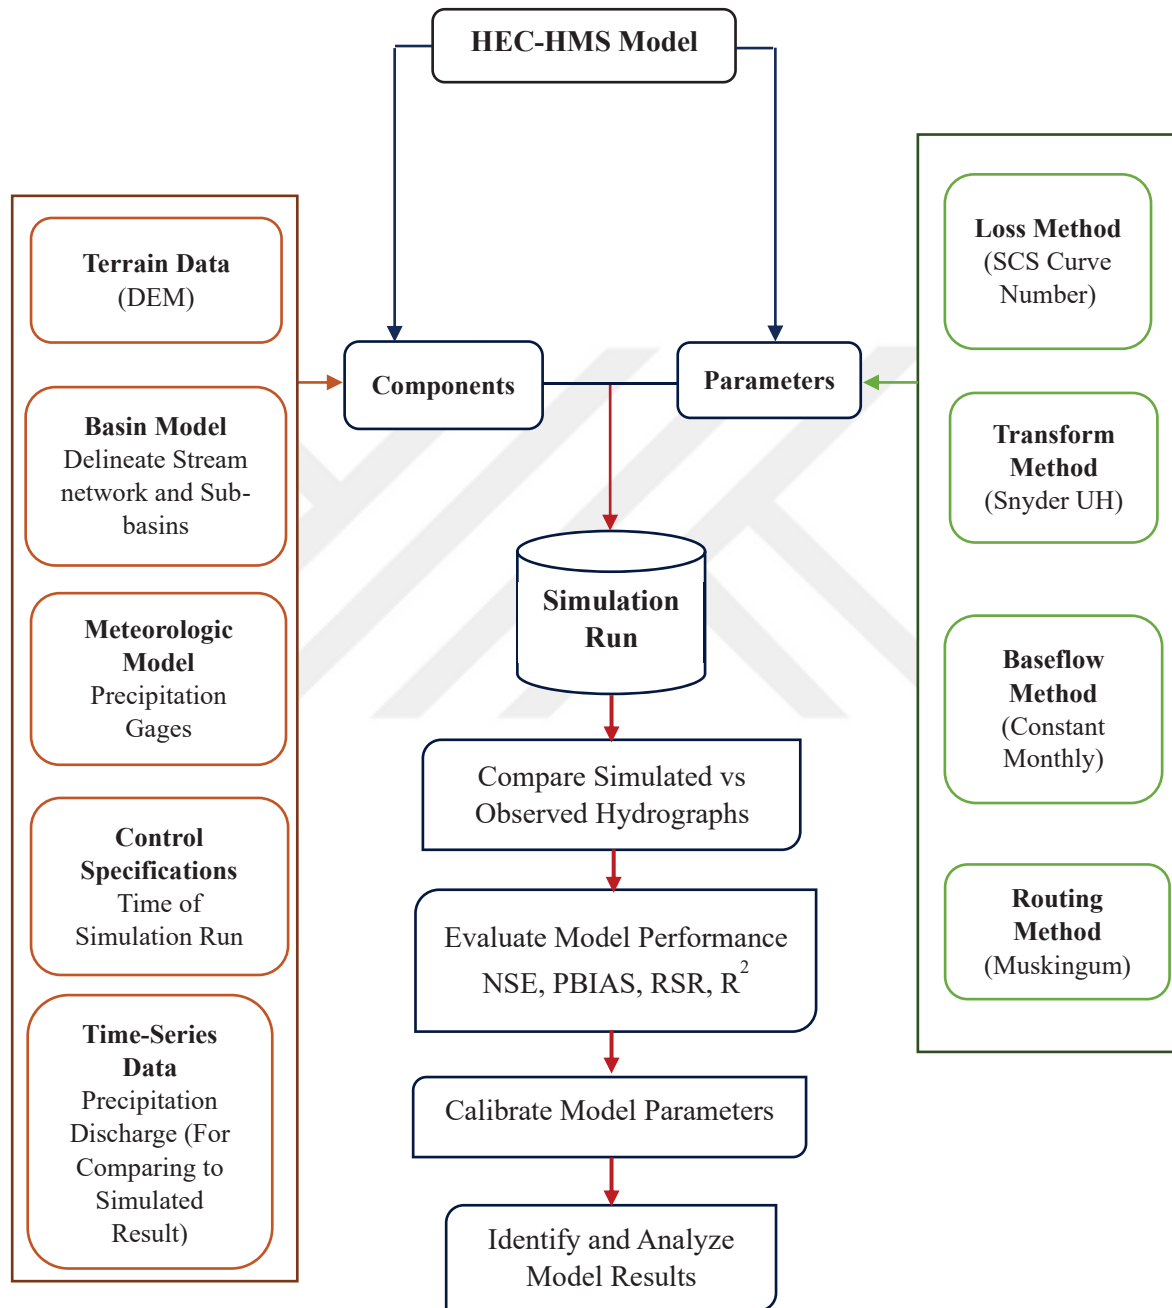 HEC-HMS Model
Terrain Data
(DEM)
Basin Model
Delineate Stream
network and Sub-
basins
Meteorologic
Model
Precipitation
Gages
Control
Specifications
Time of
Simulation Run
Time-Series
Data
Precipitation
Discharge (For
Comparing to
Simulated
Result)
Components
Parameters
Simulation
Run
Compare Simulated vs
Observed Hydrographs
Evaluate Model Performance
NSE, PBIAS, RSR, R²
Calibrate Model Parameters
Identify and Analyze
Model Results
Loss Method
(SCS Curve
Number)
Transform
Method
(Snyder UH)
Baseflow
Method
(Constant
Monthly)
Routing
Method
(Muskingum)